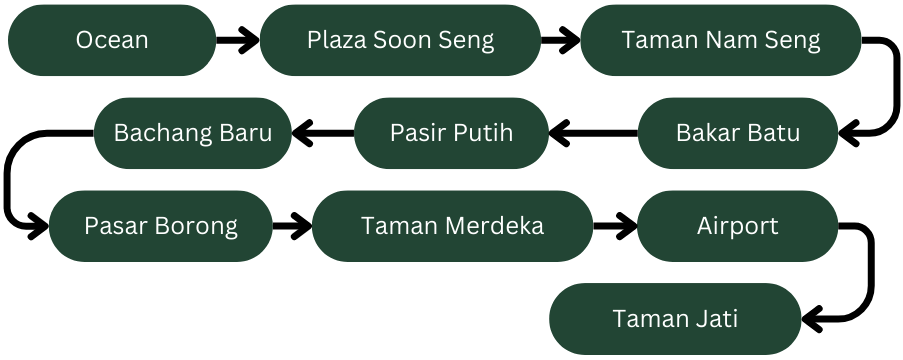 Ocean
Plaza Soon Seng
Taman Nam Seng
Bakar Batu
Pasir Putih
Bachang Baru
Pasar Borong
Taman Merdeka
Airport
Taman Jati